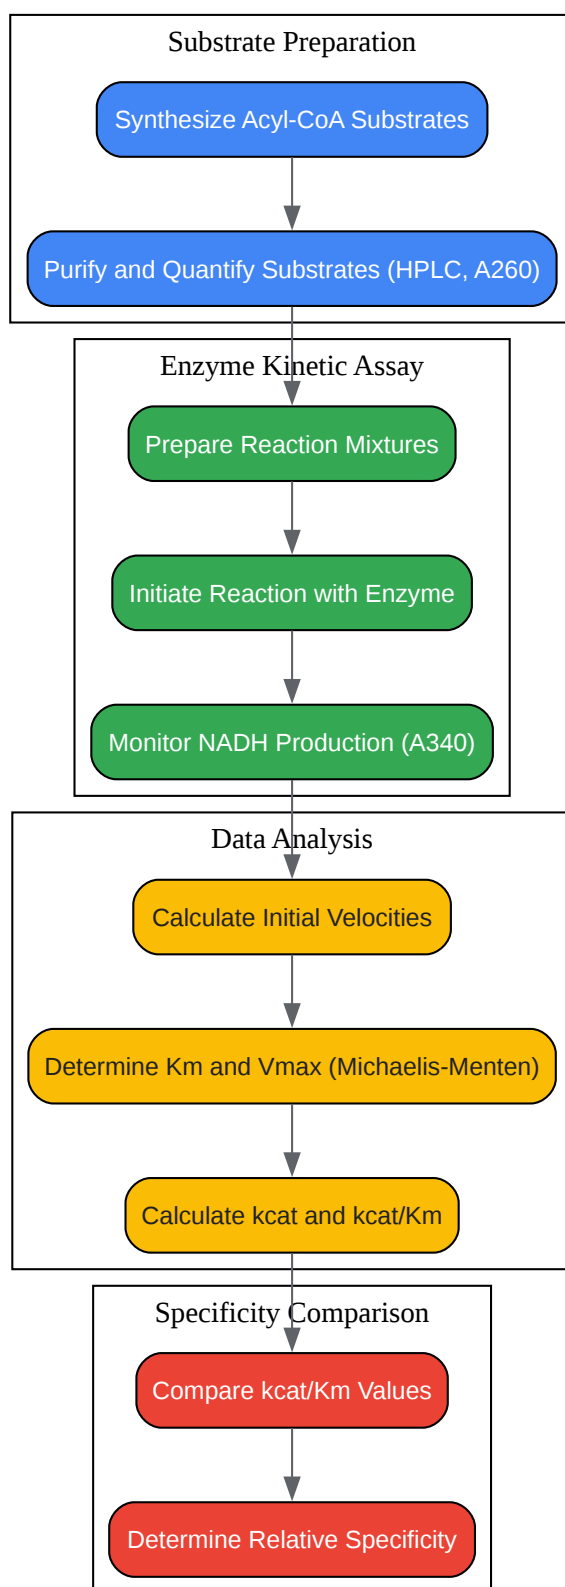 Substrate Preparation
Synthesize Acyl-CoA Substrates
Purify and Quantify Substrates (HPLC, A260)
Enzyme Kinetic Assay
Prepare Reaction Mixtures
Initiate Reaction with Enzyme
Monitor NADH Production (A340)
Data Analysis
Calculate Initial Velocities
Determine Km and Vmax (Michaelis-Menten)
Calculate kcat and kcat/Km
Specificity Comparison
Compare kcat/Km Values
Determine Relative Specificity